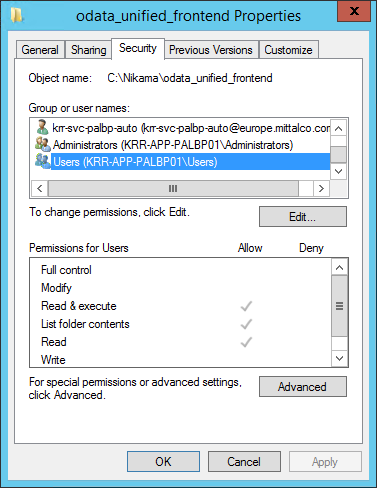 odata_unified_frontend Properties
General Sharing Security Previous Versions Customize
Object name: C:\Nikama\odata_unified_frontend
Group or user names:
krr-svc-palbp-auto (krr-svc-palbp-auto@europe.mittalco.com
Administrators (KRR-APP-PALBP01\Administrators)
Users (KRR-APP-PALBP01\Users)
To change permissions, click Edit.
Edit...
Permissions for Users Allow Deny
Full control
Modify
Read & execute
List folder contents
Read
Write
For special permissions or advanced settings,
click Advanced.
Advanced
OK Cancel Apply